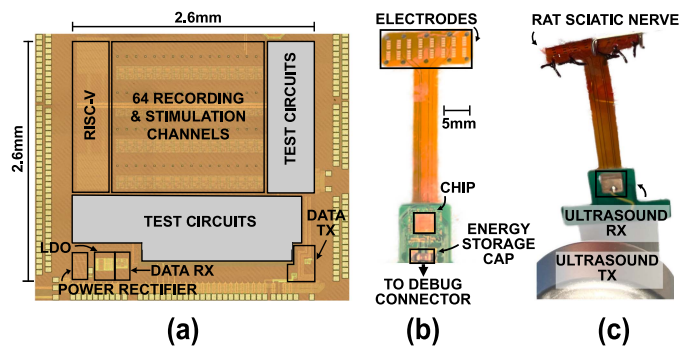 2.6mm
2.6mm
RISC-V
64 RECORDING
& STIMULATION
CHANNELS
TEST CIRCUITS
TEST CIRCUITS
DATA
TX
LDO
DATA RX
POWER RECTIFIER
(a)
ELECTRODES
5mm
CHIP
ENERGY
STORAGE
CAP
TO DEBUG
CONNECTOR
(b)
RAT SCIATIC NERVE
ULTRASOUND
RX
ULTRASOUND
TX
(c)